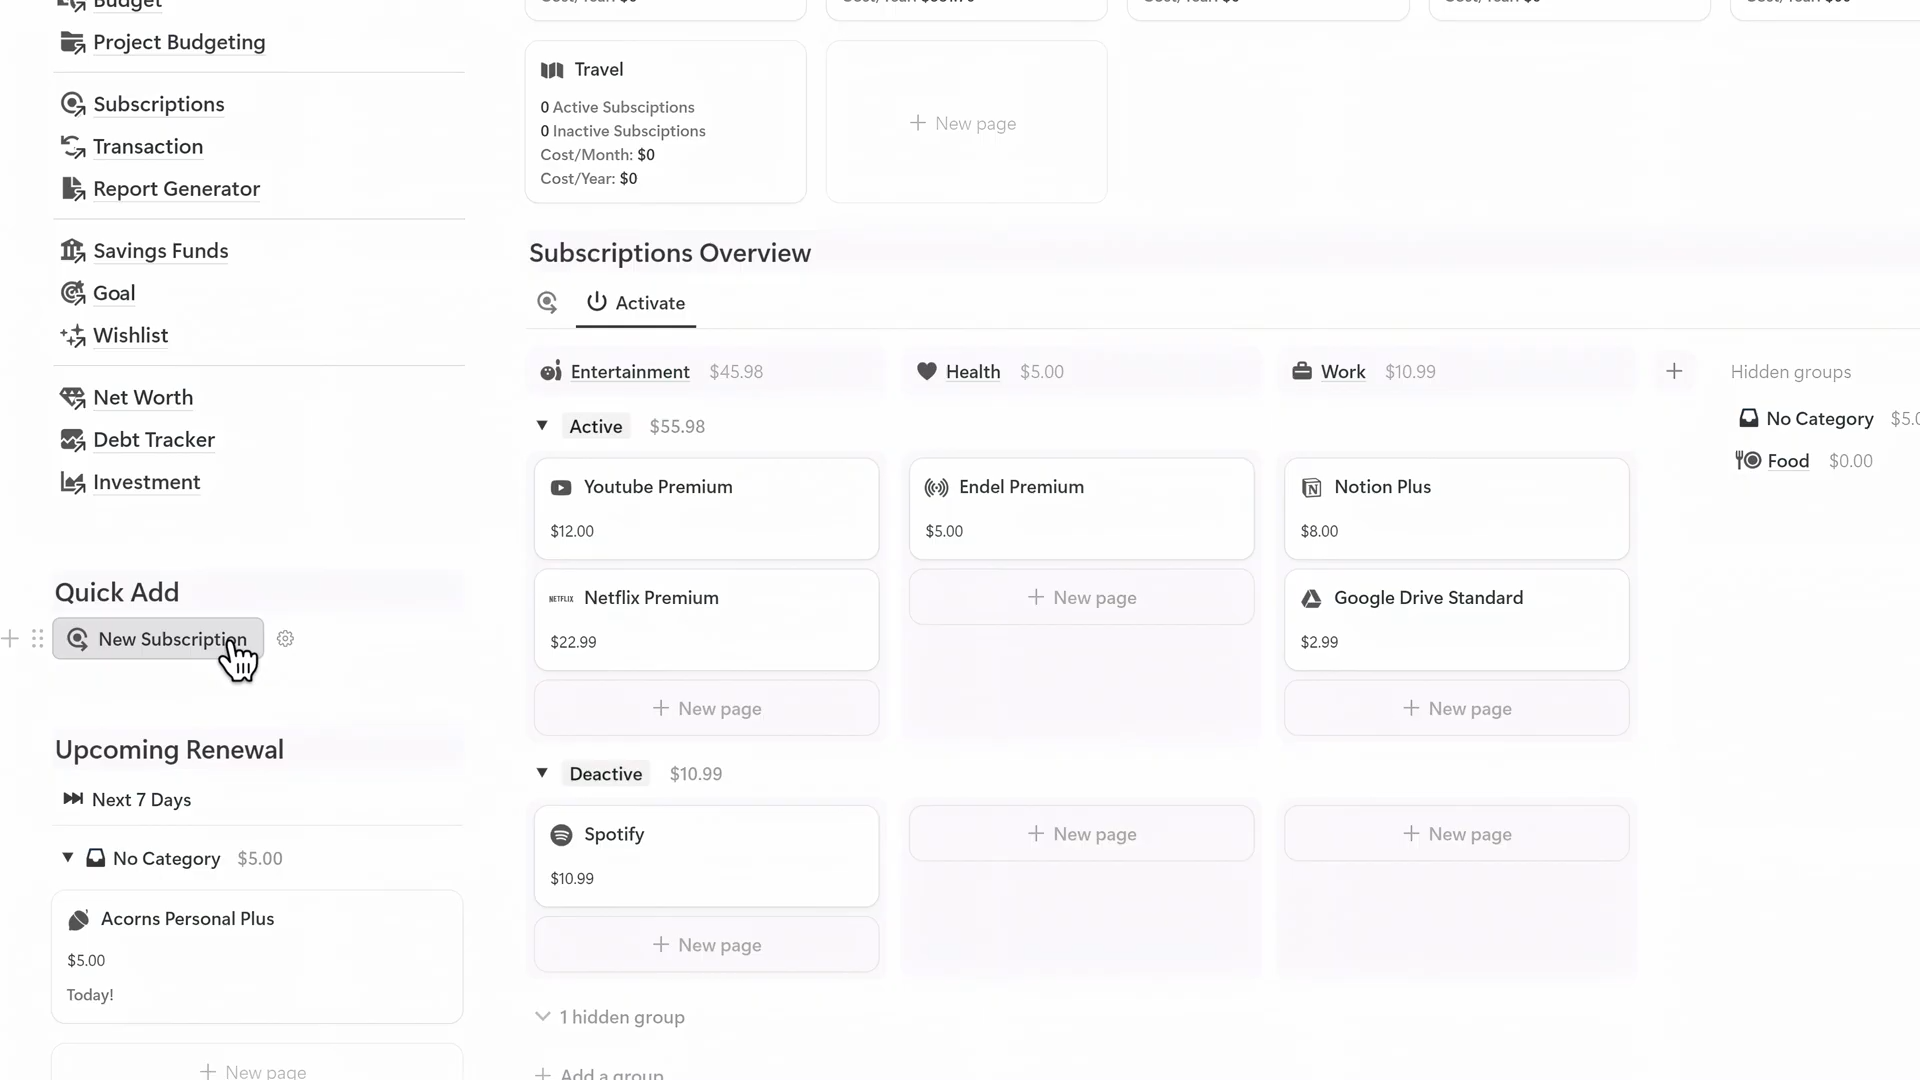 Budget
Project Budgeting
Subscriptions
Transaction
Report Generator
Savings Funds
Goal
Wishlist
Net Worth
Debt Tracker
Investment
Quick Add
New Subscription
Upcoming Renewal
Next 7 Days
No Category $5.00
Acorns Personal Plus
$5.00
Today!
New page
Travel
0 Active Subsciptions
0 Inactive Subsciptions
Cost/Month: $0
Cost/Year: $0
New page
Subscriptions Overview
Activate
Entertainment $45.98
Health $5.00
Work $10.99
Hidden groups
No Category
Food $0.00
Active $55.98
Youtube Premium
$12.00
Endel Premium
$5.00
Notion Plus
$8.00
NETFLIX Netflix Premium
$22.99
New page
Google Drive Standard
$2.99
New page
New page
Deactive $10.99
Spotify
$10.99
New page
New page
New page
1 hidden group
Add a group